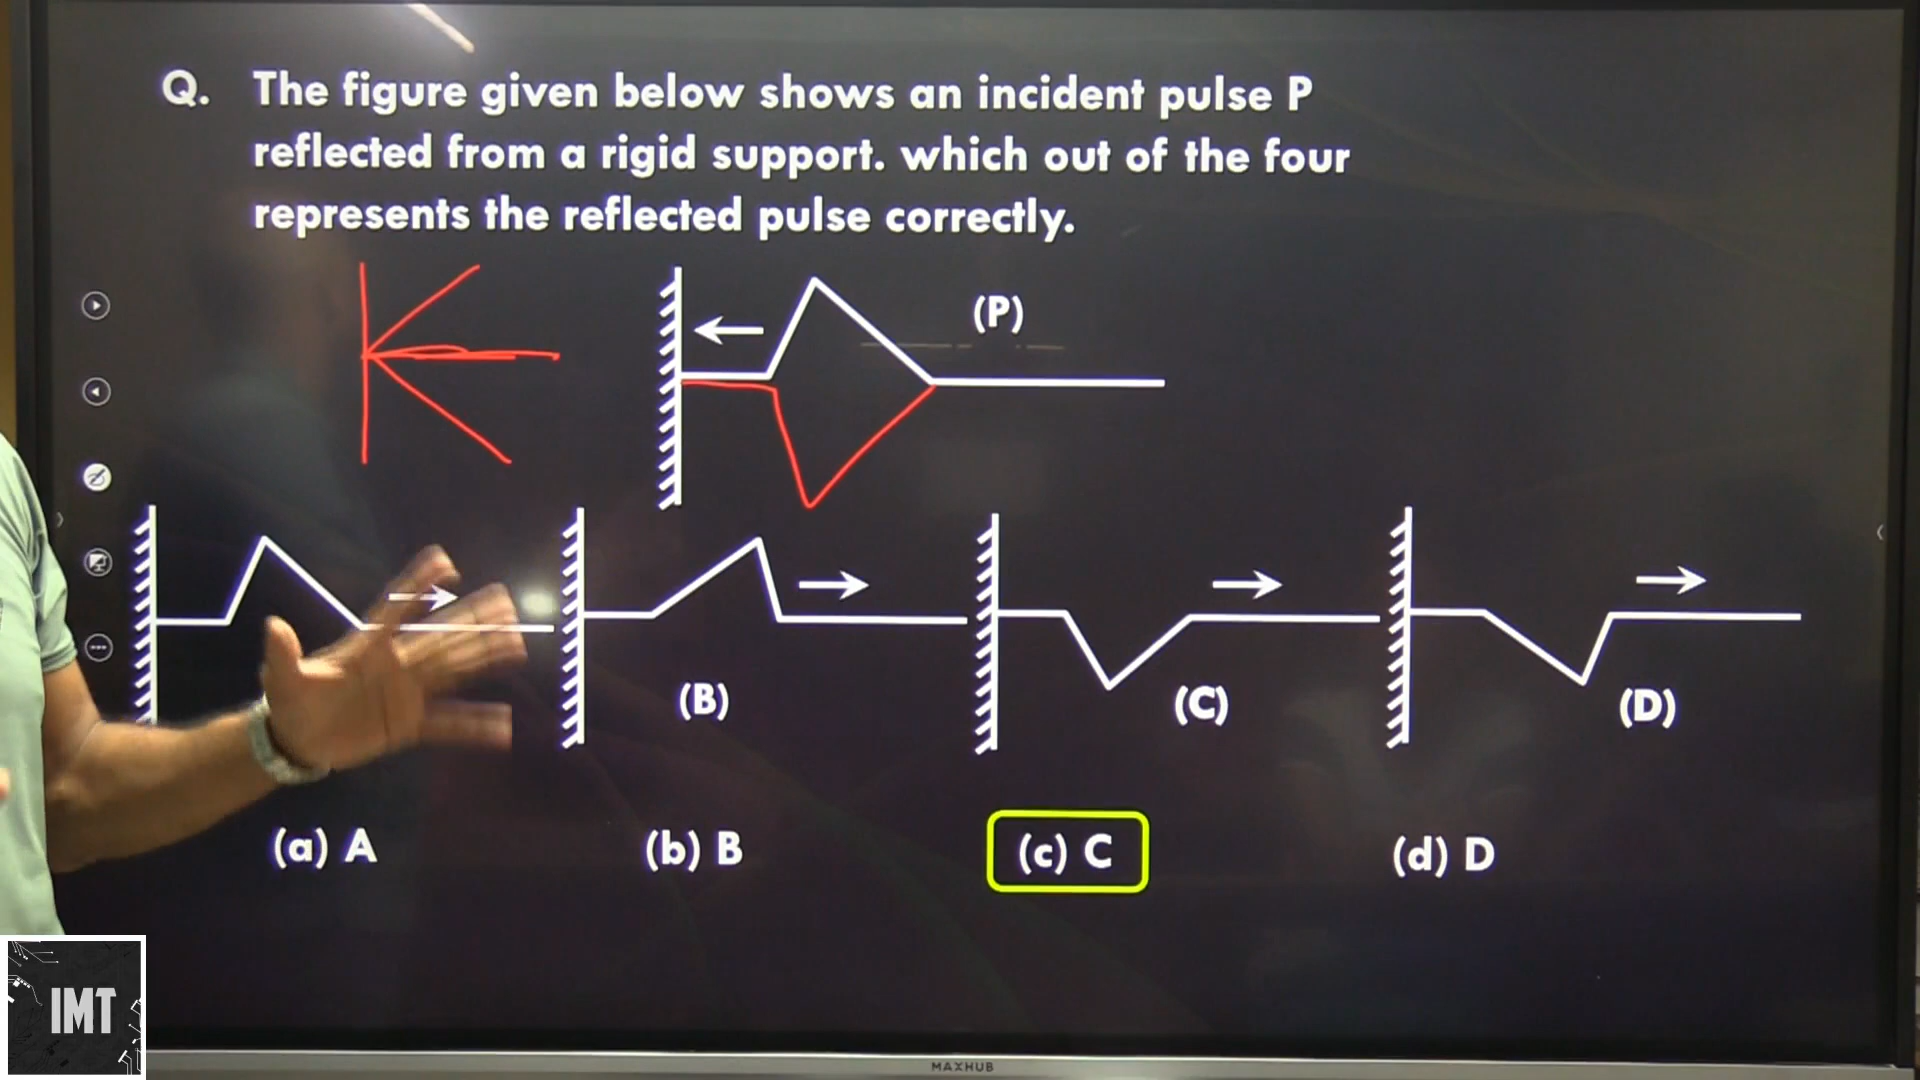 Q. The figure given below shows an incident pulse P
reflected from a rigid support. which out of the four
represents the reflected pulse correctly.
(P)
(B)
(C)
(D)
(a) A
(b) B
(c) C
(d) D
IMT
MAXHUB